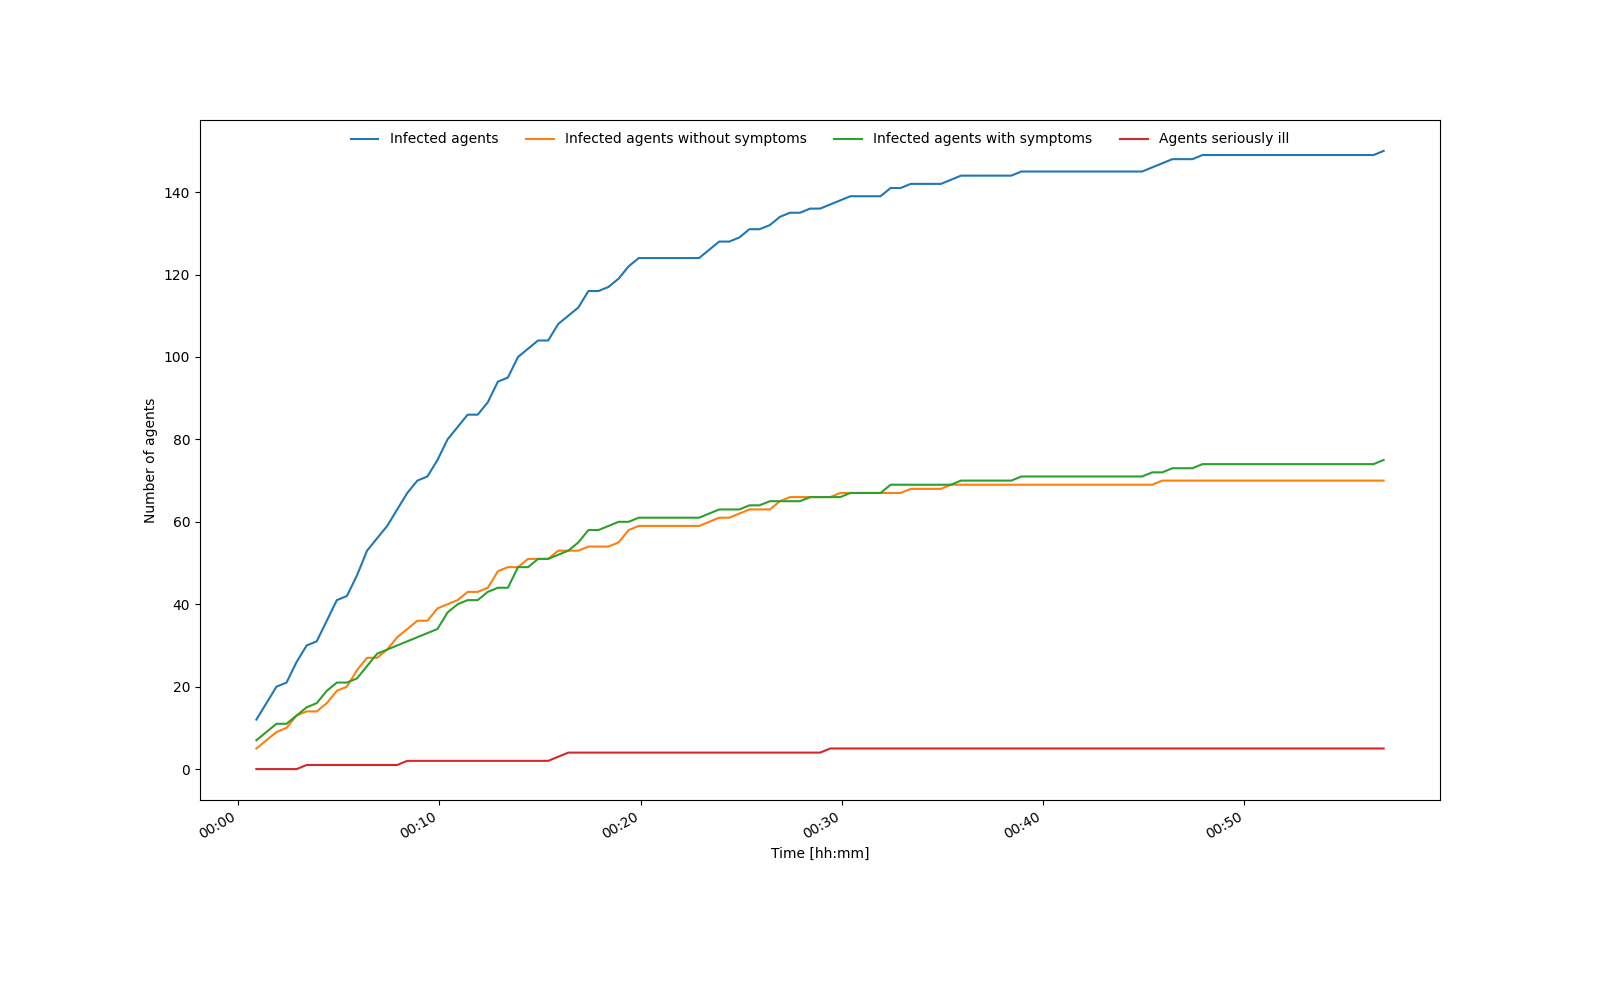 Infected agents Infected agents without symptoms Infected agents with symptoms Agents seriously ill
140
120
100
80
60
40
20
0
Number of agents
00:00 00:10 00:20 00:30 00:40 00:50
Time [hh:mm]